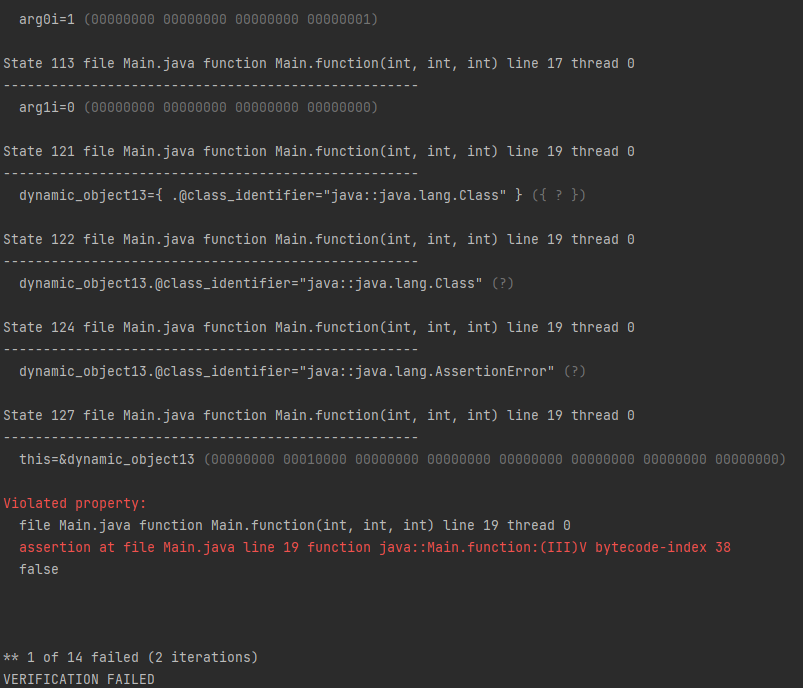 arg0i=1 (00000000 00000000 00000000 00000001)
State 113 file Main.java function Main.function(int, int, int) line 17 thread 0
----------------------------------------------------
arg1i=0 (00000000 00000000 00000000 00000000)
State 121 file Main.java function Main.function(int, int, int) line 19 thread 0
----------------------------------------------------
dynamic_object13={ .@class_identifier="java::java.lang.Class" } ({ ? })
State 122 file Main.java function Main.function(int, int, int) line 19 thread 0
----------------------------------------------------
dynamic_object13.@class_identifier="java::java.lang.Class" (?)
State 124 file Main.java function Main.function(int, int, int) line 19 thread 0
----------------------------------------------------
dynamic_object13.@class_identifier="java::java.lang.AssertionError" (?)
State 127 file Main.java function Main.function(int, int, int) line 19 thread 0
----------------------------------------------------
this=&dynamic_object13 (00000000 00010000 00000000 00000000 00000000 00000000 00000000 00000000)
Violated property:
file Main.java function Main.function(int, int, int) line 19 thread 0
assertion at file Main.java line 19 function java::Main.function:(III)V bytecode-index 38
false
** 1 of 14 failed (2 iterations)
VERIFICATION FAILED